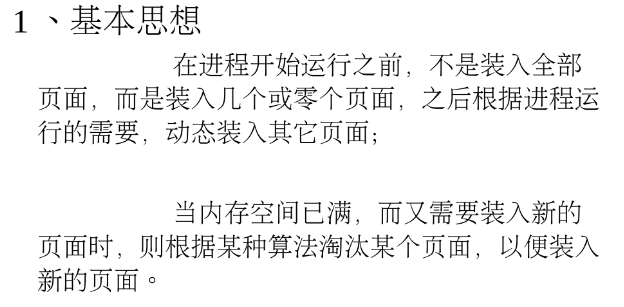 1、基本思想
在进程开始运行之前，不是装入全部
页面，而是装入几个或零个页面，之后根据进程运
行的需要，动态装入其它页面；
当内存空间已满，而又需要装入新的
页面时，则根据某种算法淘汰某个页面，以便装入
新的页面。